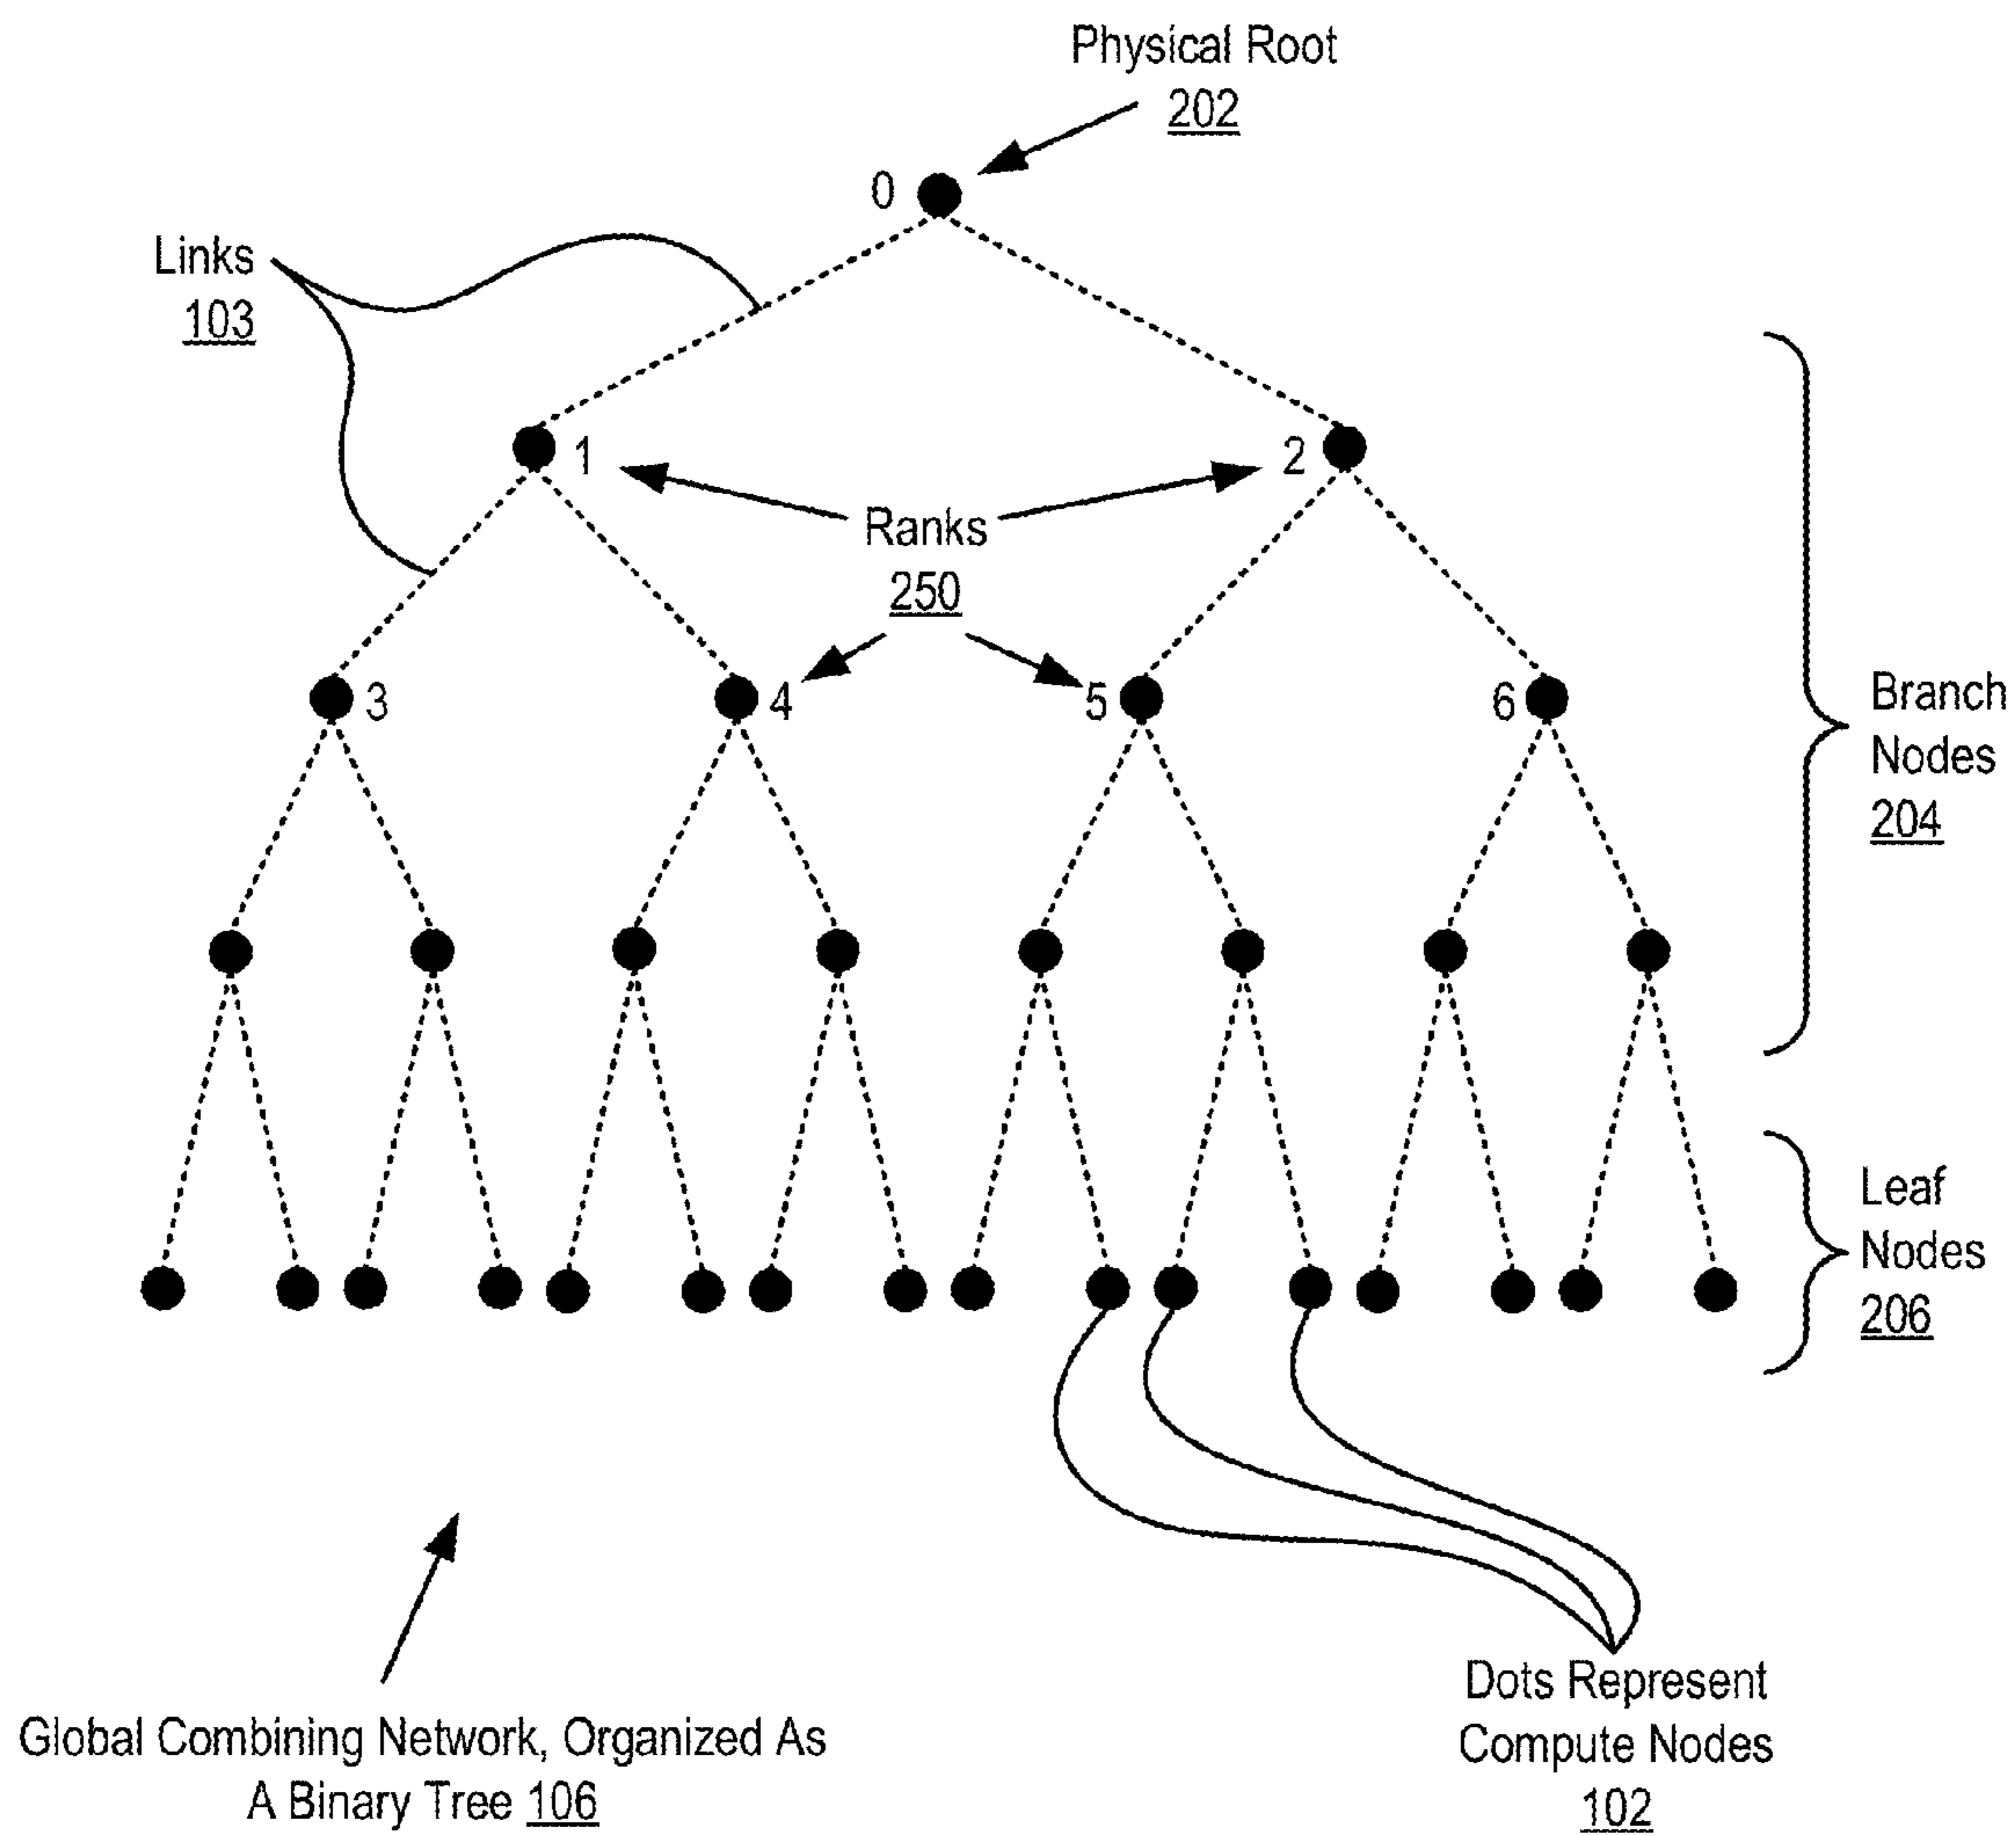 Physical Root
202
0
Links
103
1
2
Ranks
250
3
4
5
6
Branch
Nodes
204
Leaf
Nodes
206
Dots Represent
Compute Nodes
102
Global Combining Network, Organized As
A Binary Tree 106